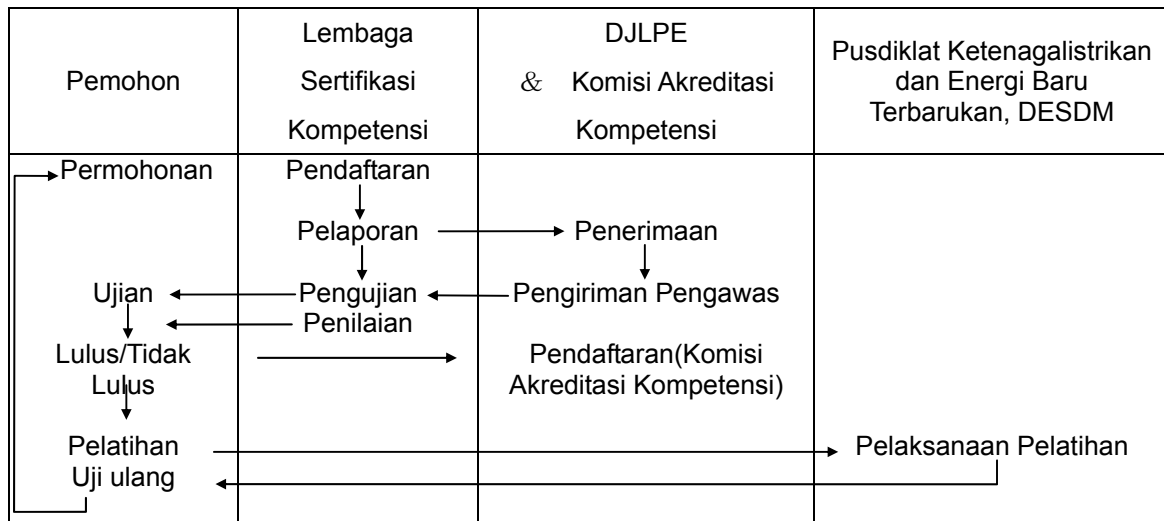 Pemohon
Lembaga
Sertifikasi
Kompetensi
DJLPE
& Komisi Akreditasi
Kompetensi
Pusdiklat Ketenagalistrikan
dan Energi Baru
Terbarukan, DESDM
Permohonan
Pendaftaran
Pelaporan
Penerimaan
Ujian
Pengujian
Pengiriman Pengawas
Penilaian
Lulus/Tidak
Lulus
Pendaftaran(Komisi
Akreditasi Kompetensi)
Pelatihan
Uji ulang
Pelaksanaan Pelatihan